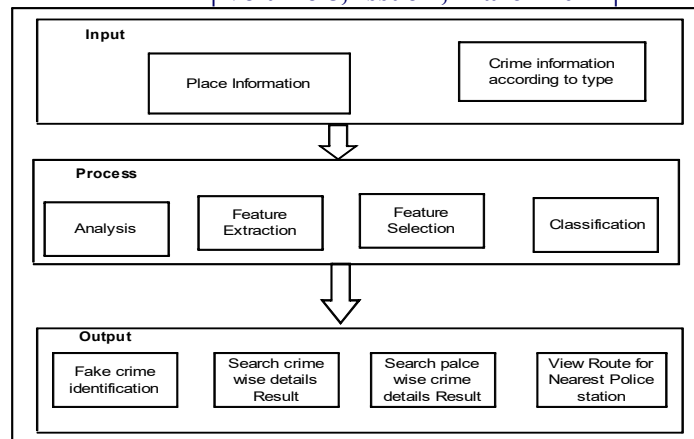 Input
Place Information
Crime information
according to type
Process
Analysis
Feature
Extraction
Feature
Selection
Classification
Output
Fake crime
identification
Search crime
wise details
Result
Search palce
wise crime
details Result
View Route for
Nearest Police
station